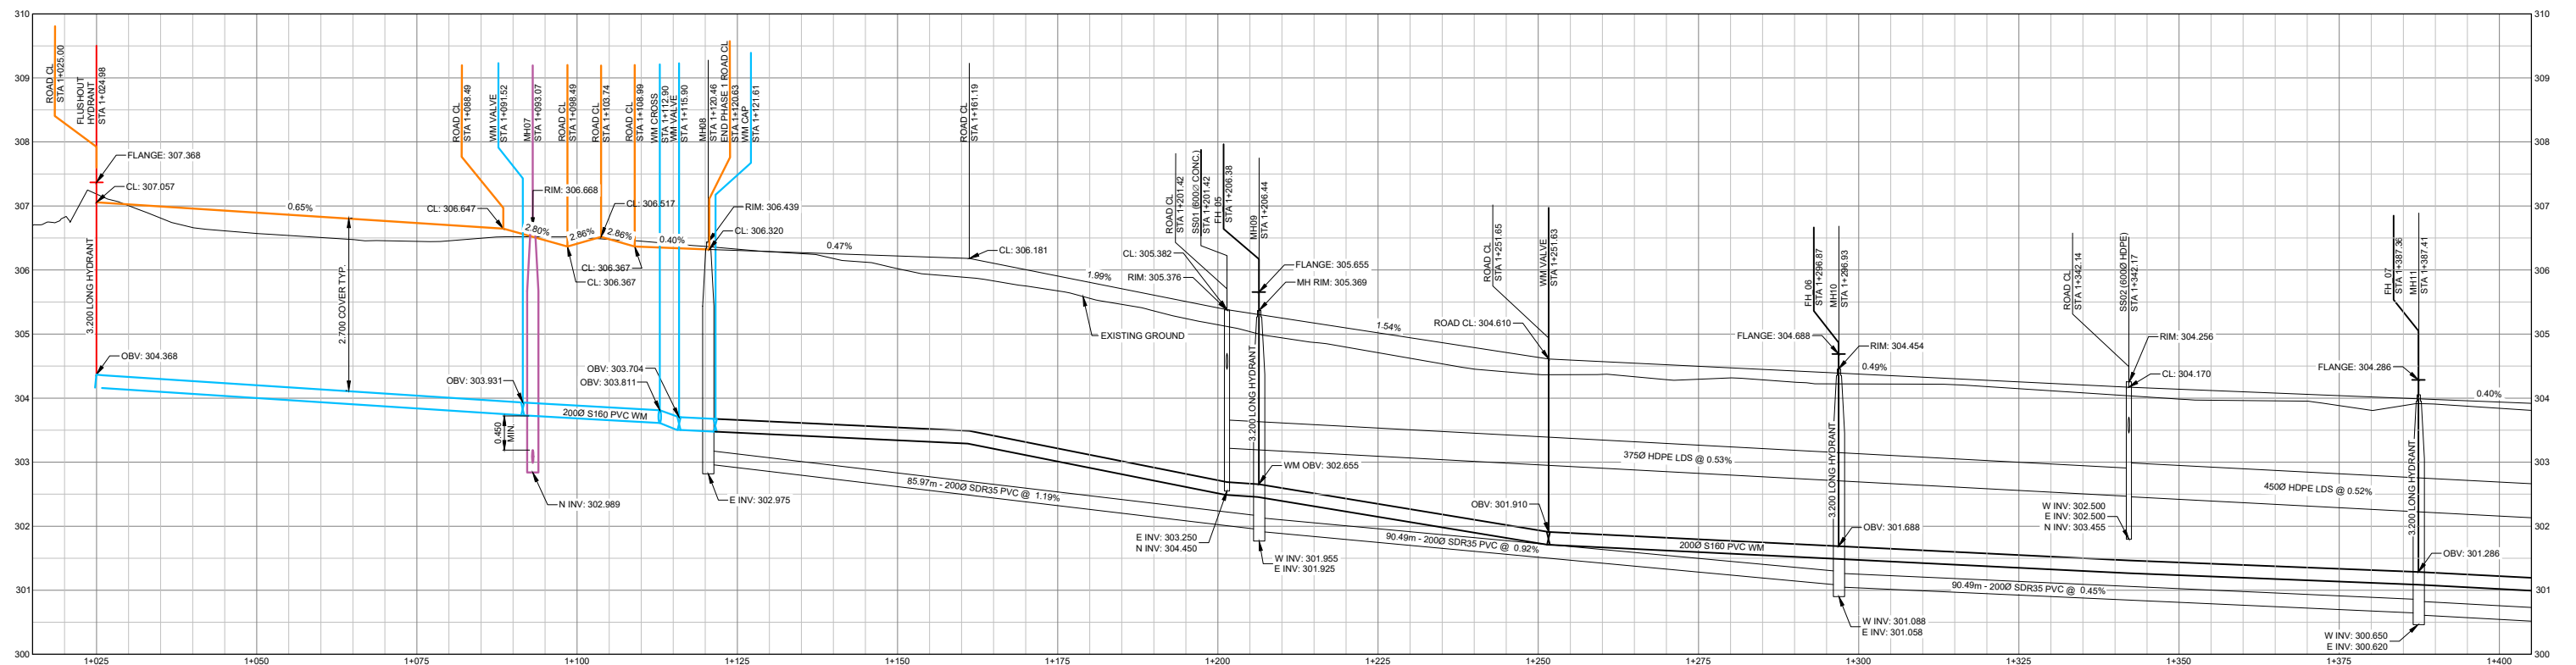 310
309
308
307
306
305
304
303
302
301
300
ROAD CL
STA 1+025.00
FLUSHOUT
HYDRANT
STA 1+024.98
FLANGE: 307.368
CL: 307.057
0.65%
3.200 LONG HYDRANT
2.700 COVER TYP.
OBV: 304.368
ROAD CL
STA 1+088.49
WM VALVE
STA 1+091.52
MH07
STA 1+093.07
ROAD CL
STA 1+098.49
ROAD CL
STA 1+103.74
ROAD CL
STA 1+108.99
WM CROSS
STA 1+112.90
WM VALVE
STA 1+115.90
MH08
STA 1+120.46
END PHASE 1 ROAD CL
STA 1+120.63
WM CAP
STA 1+121.61
RIM: 306.668
CL: 306.647
CL: 306.517
2.80%
2.86%
2.86%
0.40%
CL: 306.367
CL: 306.367
RIM: 306.439
CL: 306.320
OBV: 303.931
OBV: 303.704
OBV: 303.811
200Ø S160 PVC WM
0.450
MIN.
N INV: 302.989
E INV: 302.975
0.47%
ROAD CL
STA 1+161.19
CL: 306.181
1.99%
EXISTING GROUND
85.97m - 200Ø SDR35 PVC @ 1.19%
ROAD CL
STA 1+201.42
SS01 (600Ø CONC.)
STA 1+201.42
FH_05
STA 1+206.38
MH09
STA 1+206.44
CL: 305.382
RIM: 305.376
FLANGE: 305.655
MH RIM: 305.369
3.200 LONG HYDRANT
WM OBV: 302.655
E INV: 303.250
N INV: 304.450
W INV: 301.955
E INV: 301.925
1.54%
ROAD CL
STA 1+251.65
WM VALVE
STA 1+251.63
ROAD CL: 304.610
OBV: 301.910
90.49m - 200Ø SDR35 PVC @ 0.92%
375Ø HDPE LDS @ 0.53%
200Ø S160 PVC WM
FH_06
STA 1+296.87
MH10
STA 1+296.93
FLANGE: 304.688
RIM: 304.454
0.49%
3.200 LONG HYDRANT
OBV: 301.688
W INV: 301.088
E INV: 301.058
90.49m - 200Ø SDR35 PVC @ 0.45%
ROAD CL
STA 1+342.14
SS02 (600Ø HDPE)
STA 1+342.17
RIM: 304.256
CL: 304.170
W INV: 302.500
E INV: 302.500
N INV: 303.455
FH_07
STA 1+387.36
MH11
STA 1+387.41
FLANGE: 304.286
0.40%
450Ø HDPE LDS @ 0.52%
3.200 LONG HYDRANT
OBV: 301.286
W INV: 300.650
E INV: 300.620
310
309
308
307
306
305
304
303
302
301
300
1+025
1+050
1+075
1+100
1+125
1+150
1+175
1+200
1+225
1+250
1+275
1+300
1+325
1+350
1+375
1+400